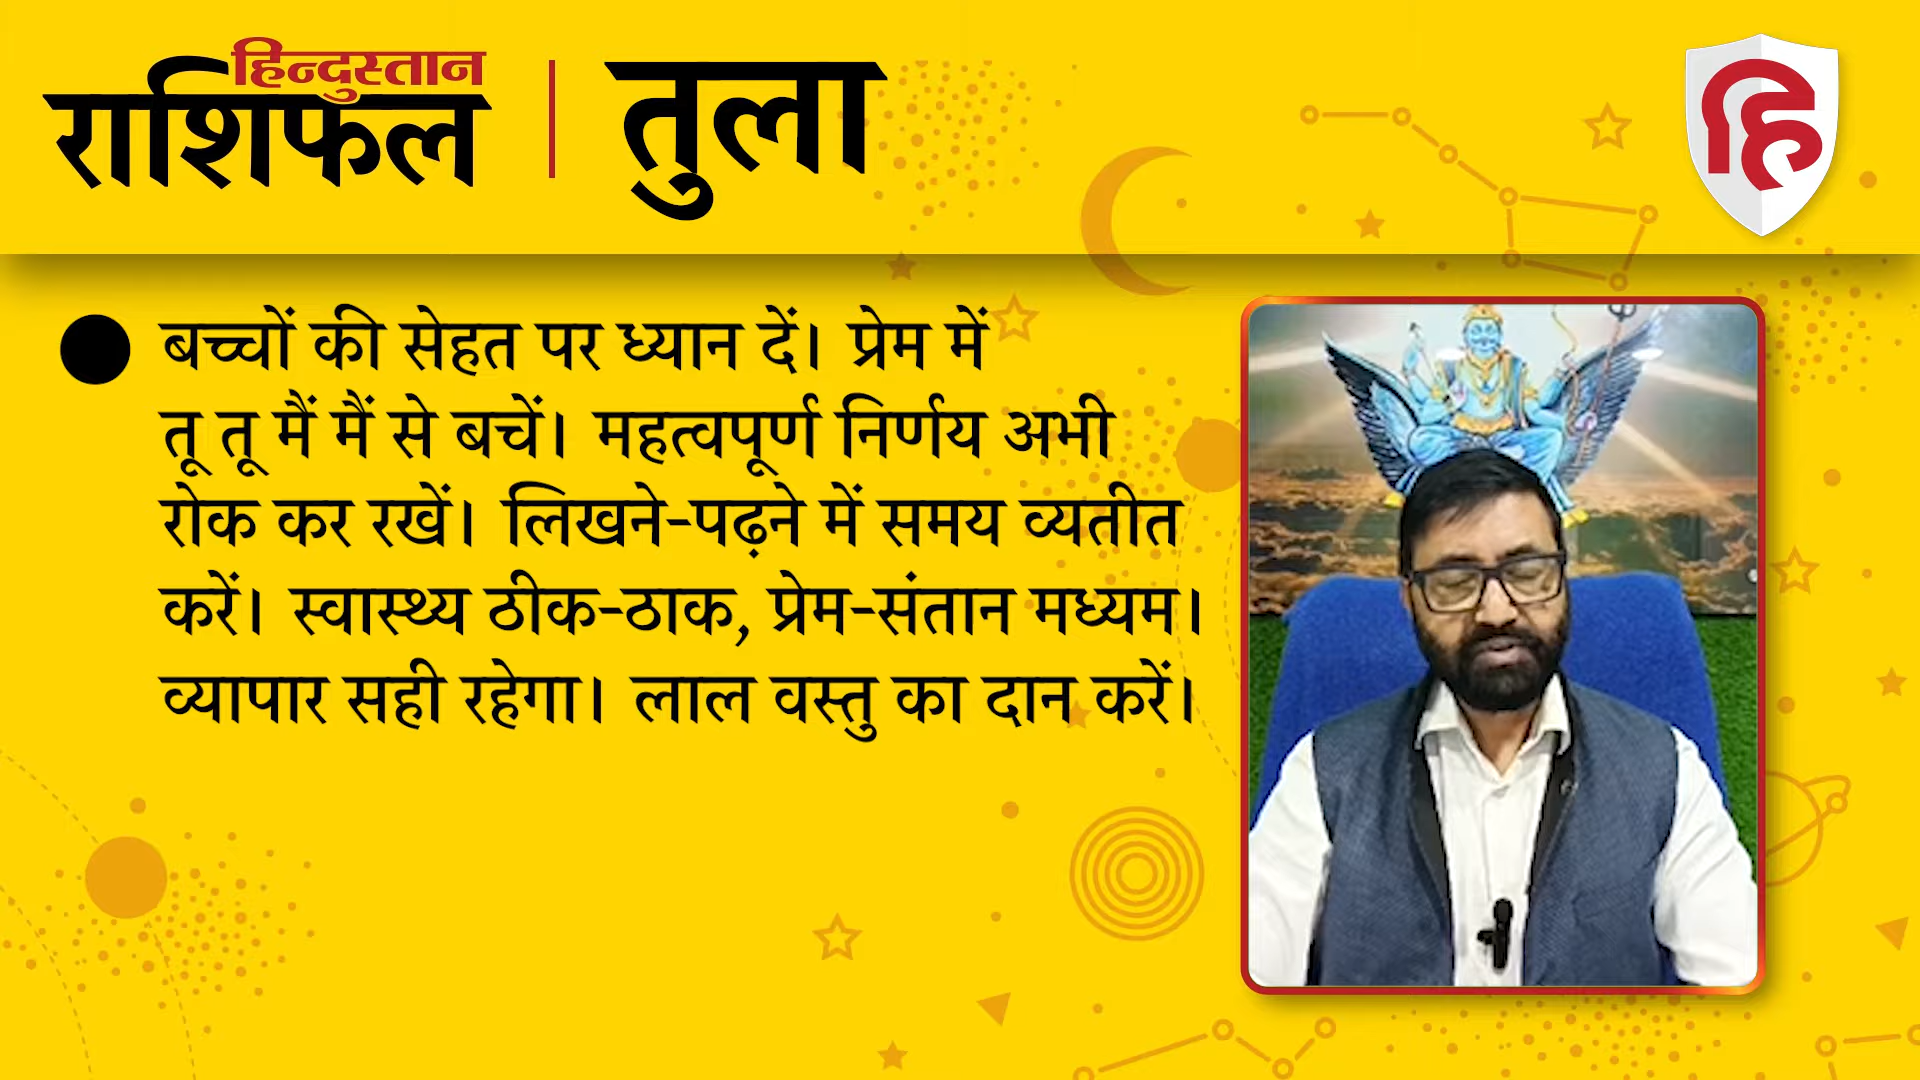 हिन्दुस्तान
राशिफल
तुला
हि
बच्चों की सेहत पर ध्यान दें। प्रेम में
तू तू मैं मैं से बचें। महत्वपूर्ण निर्णय अभी
रोक कर रखें। लिखने-पढ़ने में समय व्यतीत
करें। स्वास्थ्य ठीक-ठाक, प्रेम-संतान मध्यम।
व्यापार सही रहेगा। लाल वस्तु का दान करें।